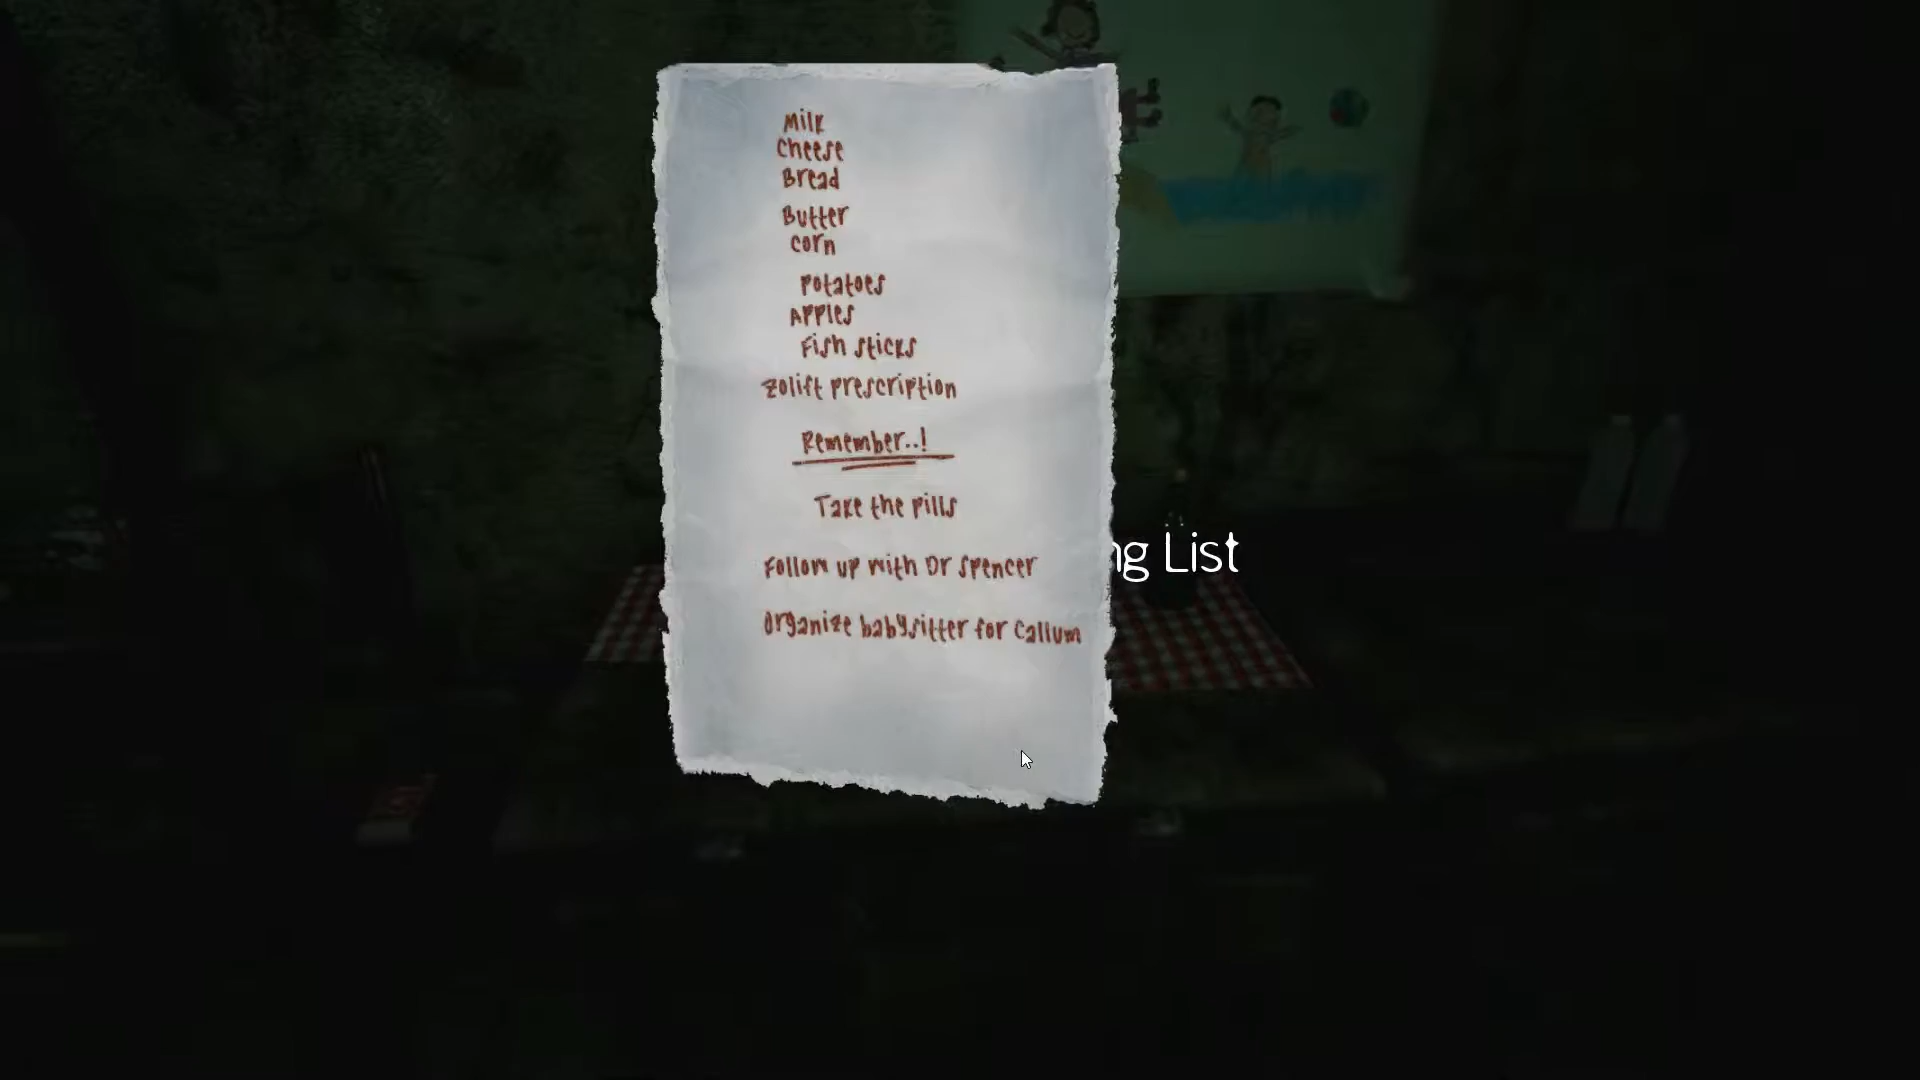 Milk
Cheese
Bread
Butter
corn
Potatoes
Apples
Fish sticks
Zolift prescription
Remember..!
Take the pills
Follow up with Dr Spencer
Organize babysitter for Callum
List